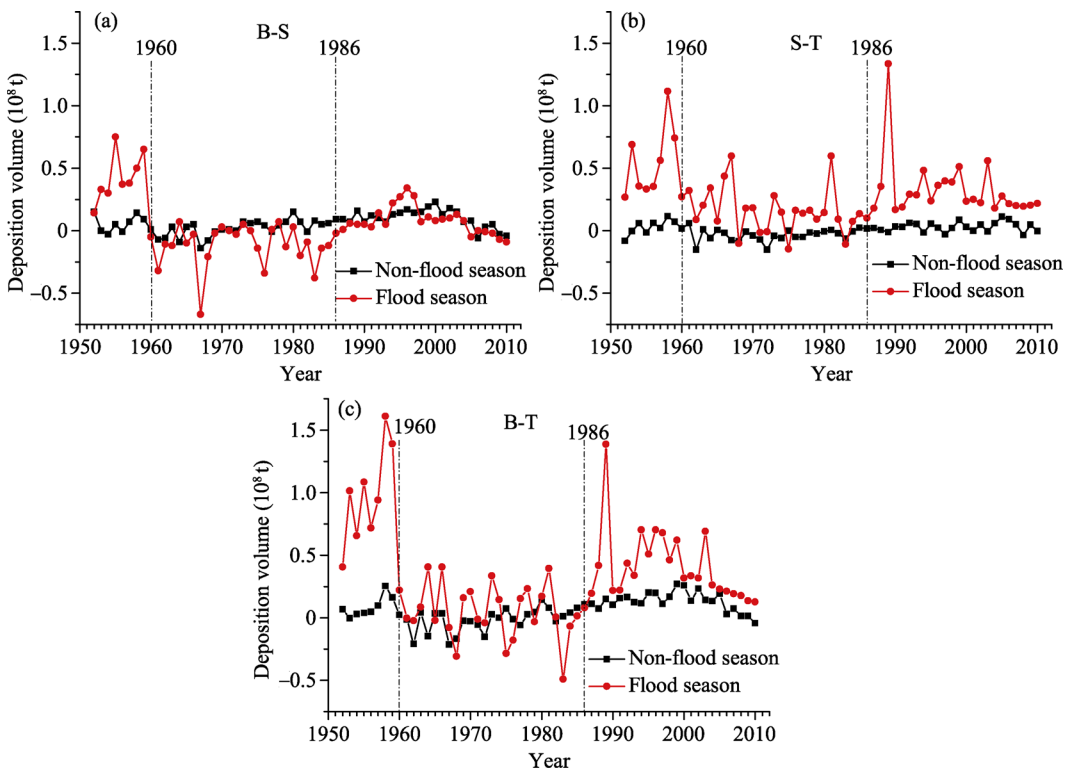 (a)
B-S
1960
1986
Deposition volume (10⁸ t)
1.5
1.0
0.5
0
−0.5
Non-flood season
Flood season
1950 1960 1970 1980 1990 2000 2010
Year
(b)
S-T
1960
1986
Deposition volume (10⁸ t)
1.5
1.0
0.5
0
−0.5
Non-flood season
Flood season
1950 1960 1970 1980 1990 2000 2010
Year
(c)
B-T
1960
1986
Deposition volume (10⁸ t)
1.5
1.0
0.5
0
−0.5
Non-flood season
Flood season
1950 1960 1970 1980 1990 2000 2010
Year